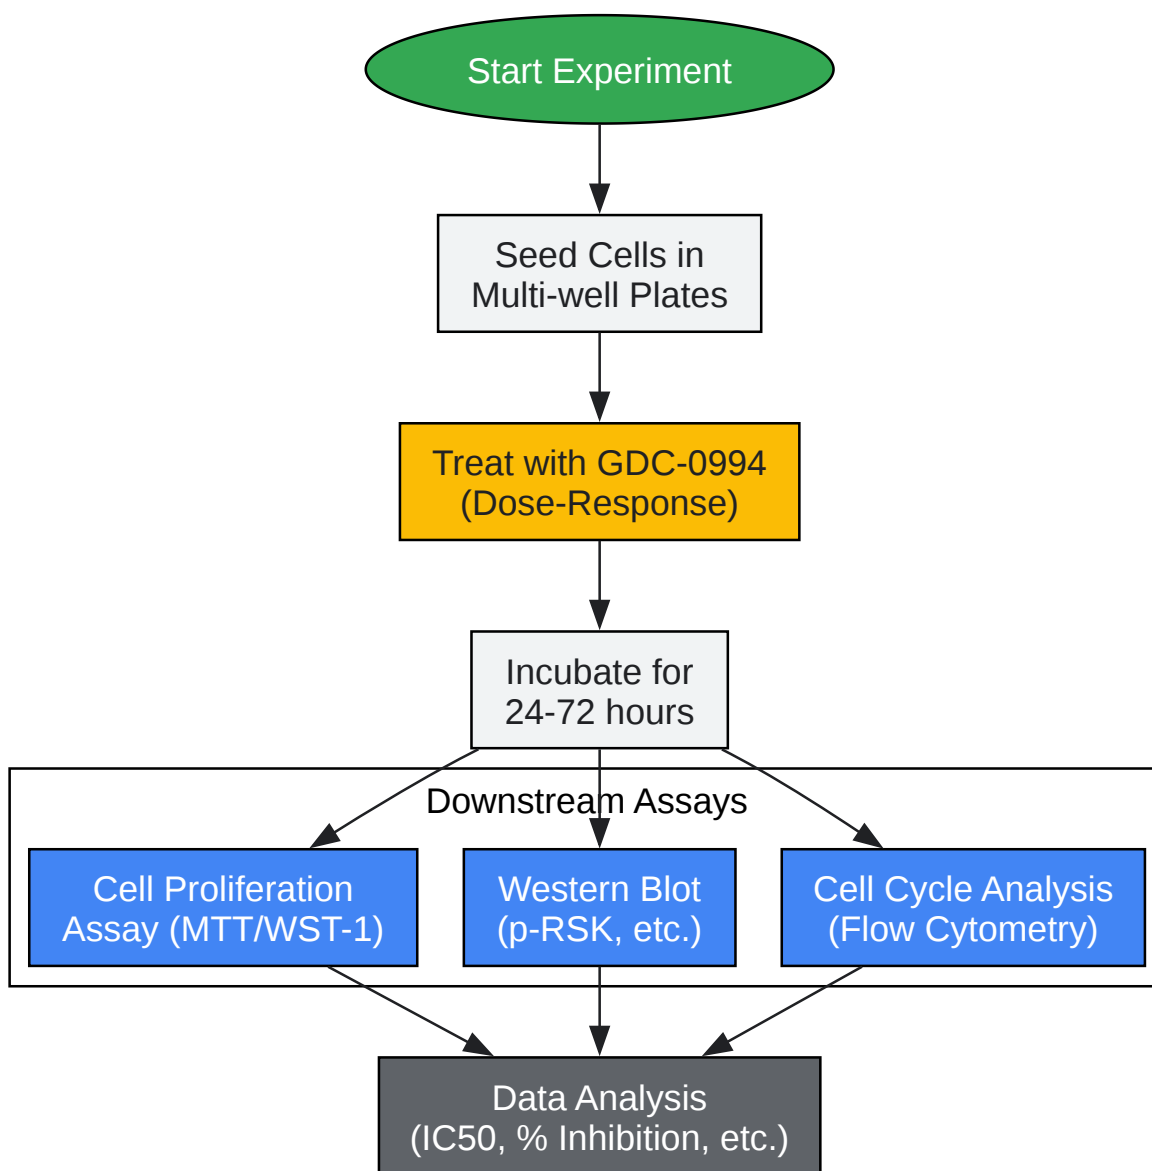 Start Experiment
Seed Cells in
Multi-well Plates
Treat with GDC-0994
(Dose-Response)
Incubate for
24-72 hours
Downstream Assays
Cell Proliferation
Assay (MTT/WST-1)
Western Blot
(p-RSK, etc.)
Cell Cycle Analysis
(Flow Cytometry)
Data Analysis
(IC50, % Inhibition, etc.)